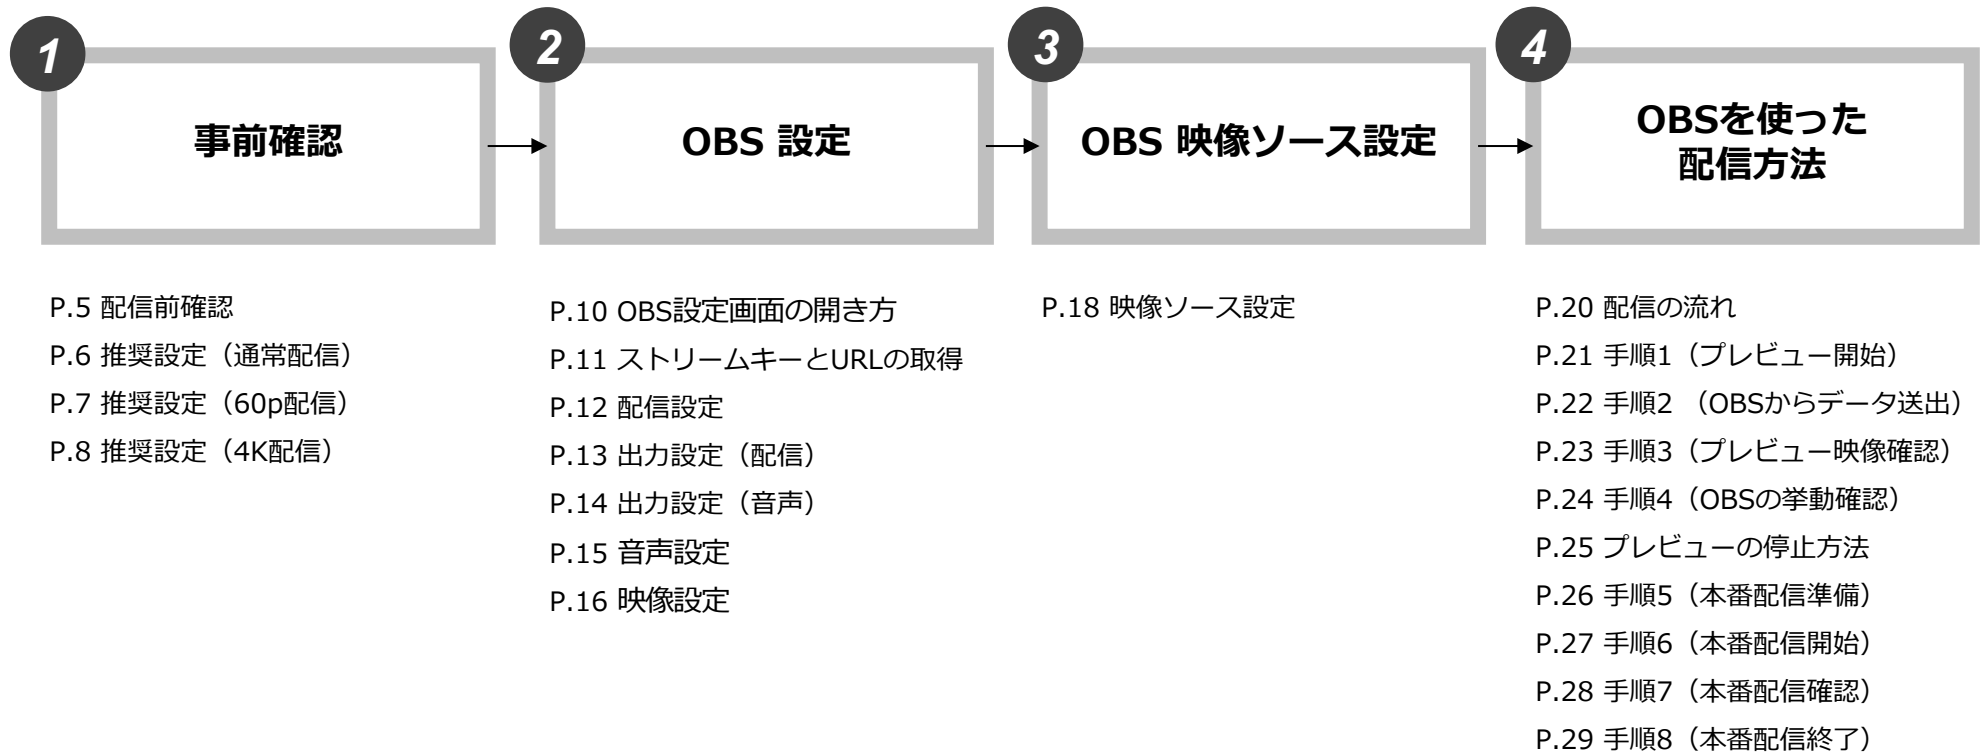 1
事前確認
P.5 配信前確認
P.6 推奨設定（通常配信）
P.7 推奨設定（60p配信）
P.8 推奨設定（4K配信）
2
OBS 設定
P.10 OBS設定画面の開き方
P.11 ストリームキーとURLの取得
P.12 配信設定
P.13 出力設定（配信）
P.14 出力設定（音声）
P.15 音声設定
P.16 映像設定
3
OBS 映像ソース設定
P.18 映像ソース設定
4
OBSを使った
配信方法
P.20 配信の流れ
P.21 手順1（プレビュー開始）
P.22 手順2 （OBSからデータ送出）
P.23 手順3（プレビュー映像確認）
P.24 手順4（OBSの挙動確認）
P.25 プレビューの停止方法
P.26 手順5（本番配信準備）
P.27 手順6（本番配信開始）
P.28 手順7（本番配信確認）
P.29 手順8（本番配信終了）